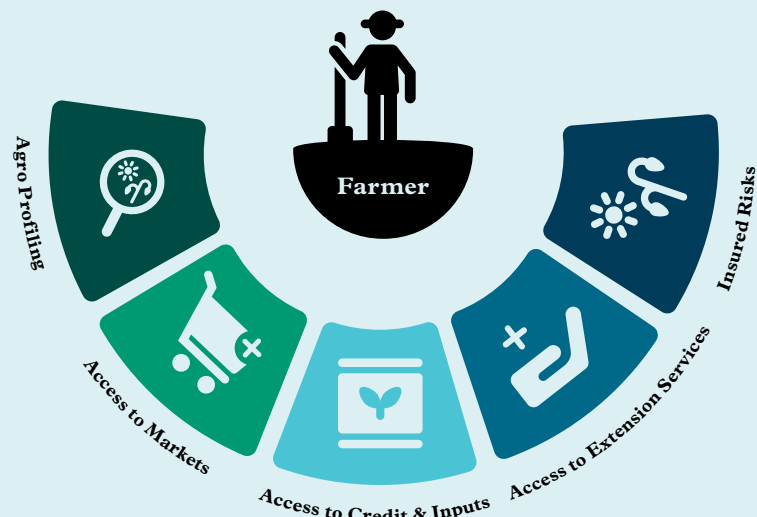 Farmer
Agro Profiling
Access to Markets
Access to Credit & Inputs
Access to Extension Services
Insured Risks